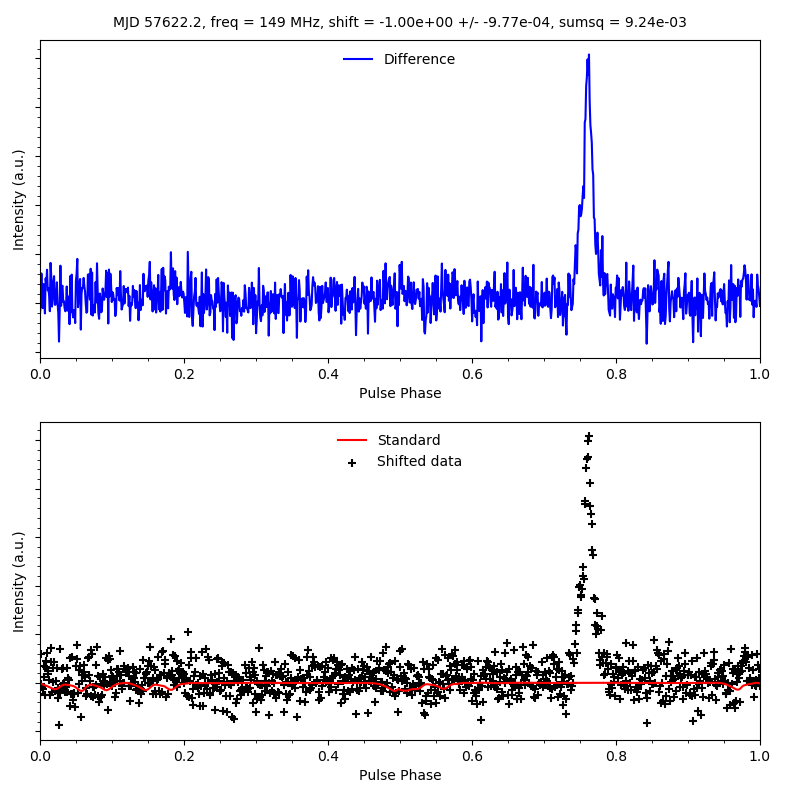 MJD 57622.2, freq = 149 MHz, shift = -1.00e+00 +/- -9.77e-04, sumsq = 9.24e-03
Difference
Intensity (a.u.)
0.0 0.2 0.4 0.6 0.8 1.0
Pulse Phase
Standard
Shifted data
Intensity (a.u.)
0.0 0.2 0.4 0.6 0.8 1.0
Pulse Phase